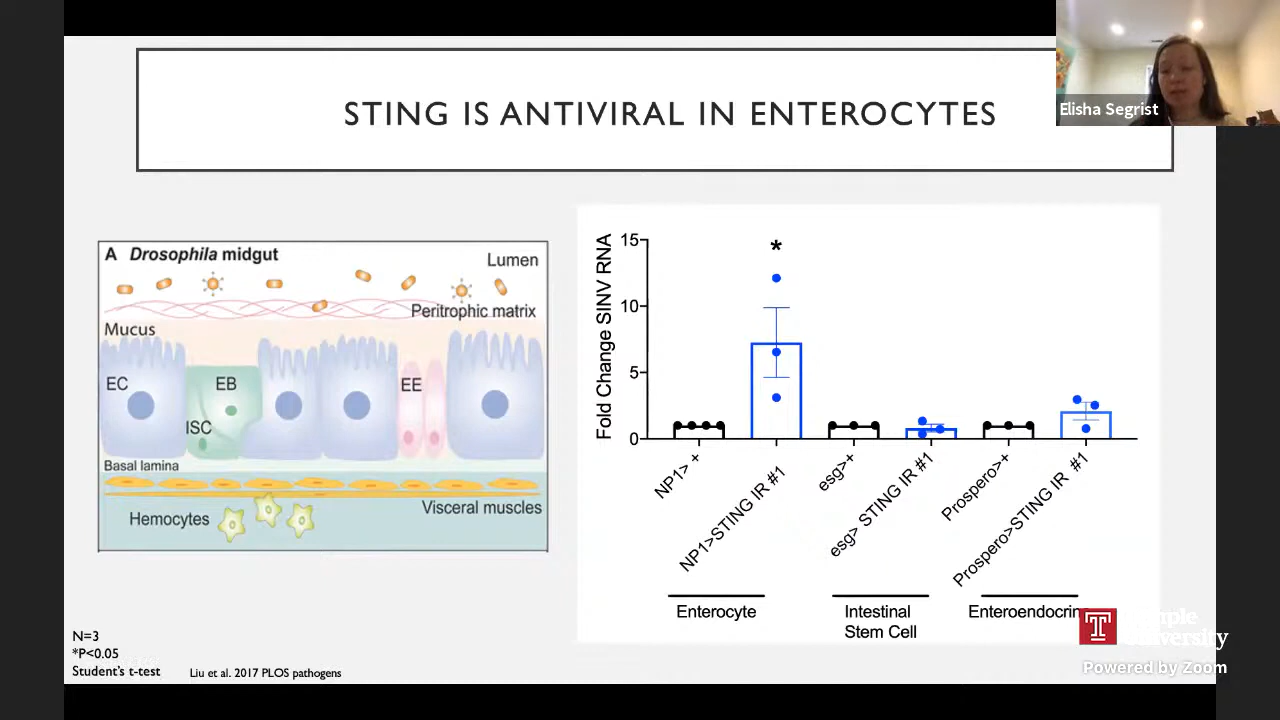 STING IS ANTIVIRAL IN ENTEROCYTES
Elisha Segrist
A Drosophila midgut
Lumen
Peritrophic matrix
Mucus
EC
EB
EE
ISC
Basal lamina
Visceral muscles
Hemocytes
Fold Change SINV RNA
15
10
5
0
*
NP1> +
NP1>STING IR #1
esg>+
esg> STING IR #1
Prospero>+
Prospero>STING IR #1
Enterocyte
Intestinal
Stem Cell
Enteroendocrin
N=3
*P<0.05
Student's t-test
Liu et al. 2017 PLOS pathogens
University
Powered by Zoom